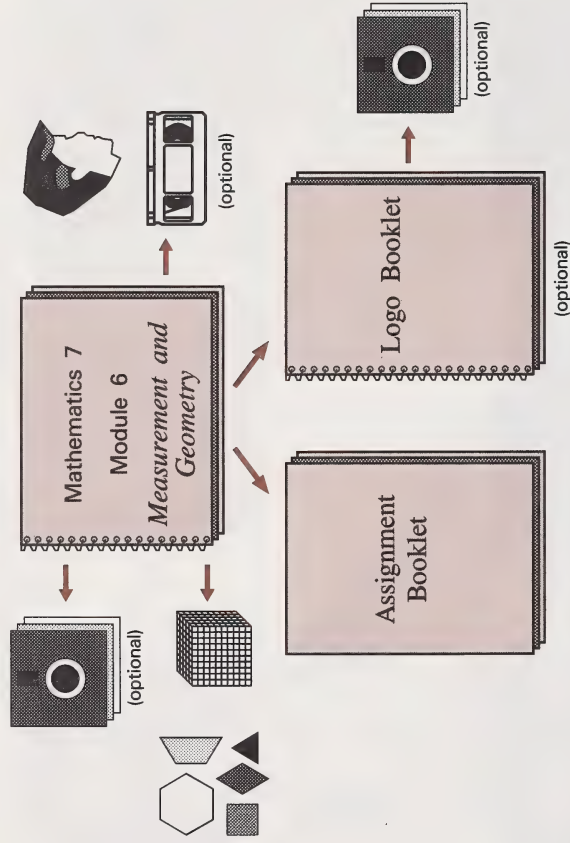 Mathematics 7
Module 6
Measurement and
Geometry
(optional)
(optional)
Assignment
Booklet
Logo Booklet
(optional)
(optional)